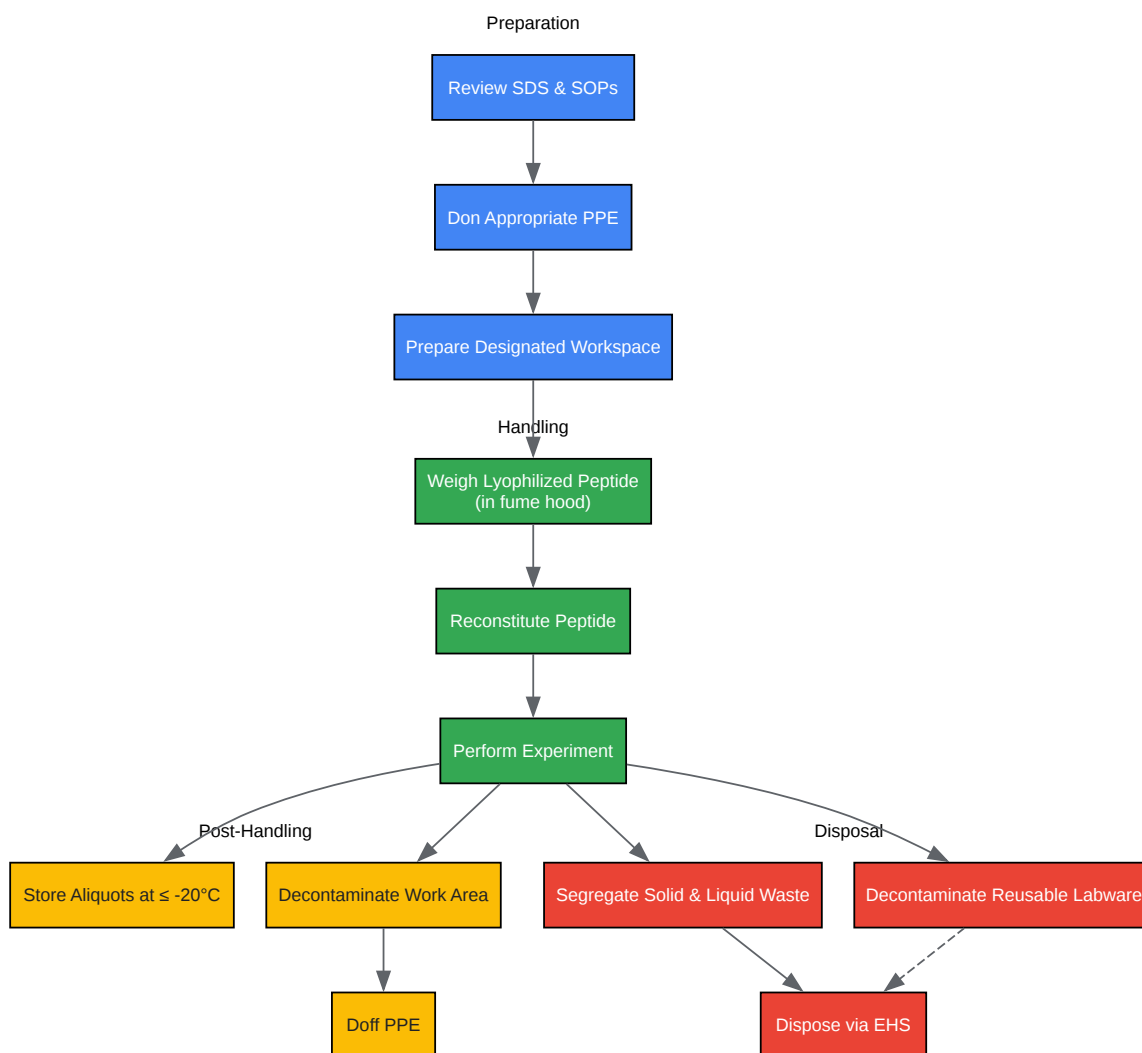 Preparation
Review SDS & SOPs
Don Appropriate PPE
Prepare Designated Workspace
Handling
Weigh Lyophilized Peptide
(in fume hood)
Reconstitute Peptide
Perform Experiment
Post-Handling
Disposal
Store Aliquots at ≤ -20°C
Decontaminate Work Area
Segregate Solid & Liquid Waste
Decontaminate Reusable Labware
Doff PPE
Dispose via EHS